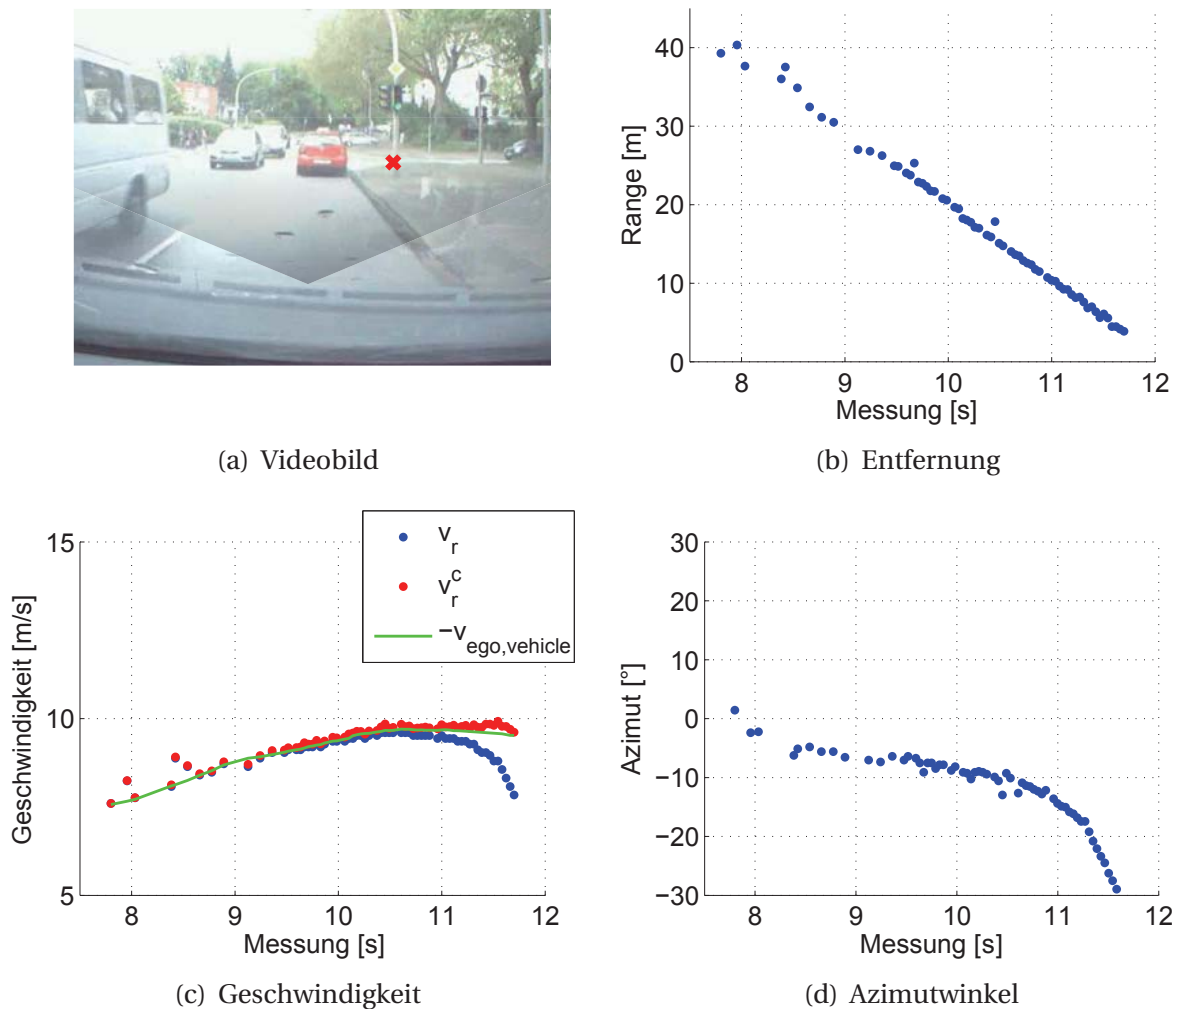 40
30
20
10
0
Range [m]
8 9 10 11 12
Messung [s]
(a) Videobild
(b) Entfernung
v_r
v_r^c
−v_ego,vehicle
15
10
5
Geschwindigkeit [m/s]
8 9 10 11 12
Messung [s]
(c) Geschwindigkeit
30
20
10
0
−10
−20
−30
Azimut [°]
8 9 10 11 12
Messung [s]
(d) Azimutwinkel